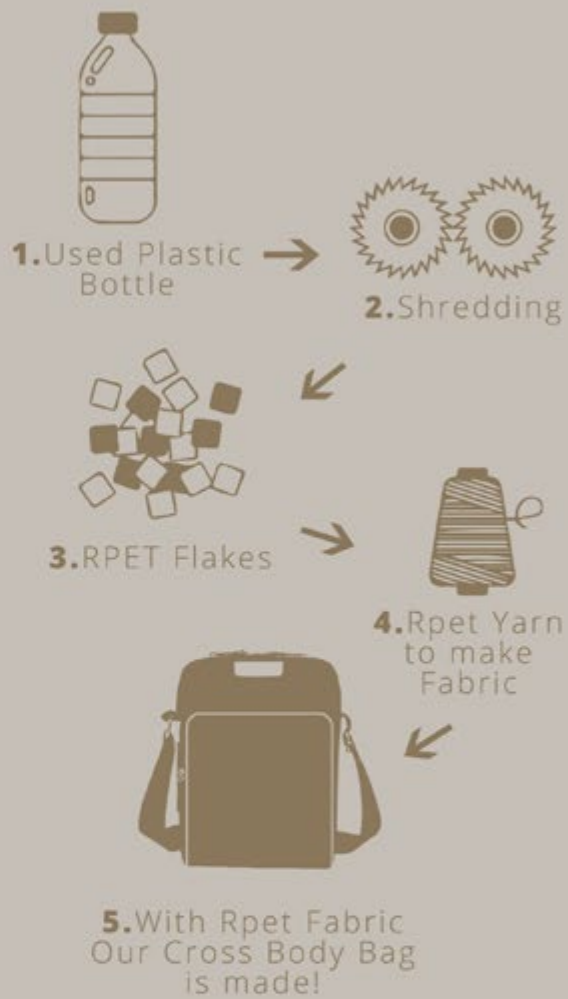 1.Used Plastic
Bottle
2.Shredding
3.RPET Flakes
4.Rpet Yarn
to make
Fabric
5.With Rpet Fabric
Our Cross Body Bag
is made!